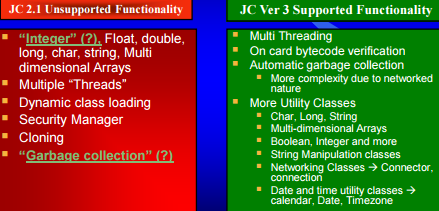 JC 2.1 Unsupported Functionality
"Integer" (?), Float, double,
long, char, string, Multi
dimensional Arrays
Multiple "Threads"
Dynamic class loading
Security Manager
Cloning
"Garbage collection" (?)
JC Ver 3 Supported Functionality
Multi Threading
On card bytecode verification
Automatic garbage collection
More complexity due to networked
nature
More Utility Classes
Char, Long, String
Multi-dimensional Arrays
Boolean, Integer and more
String Manipulation classes
Networking Classes → Connector,
connection
Date and time utility classes →
calendar, Date, Timezone